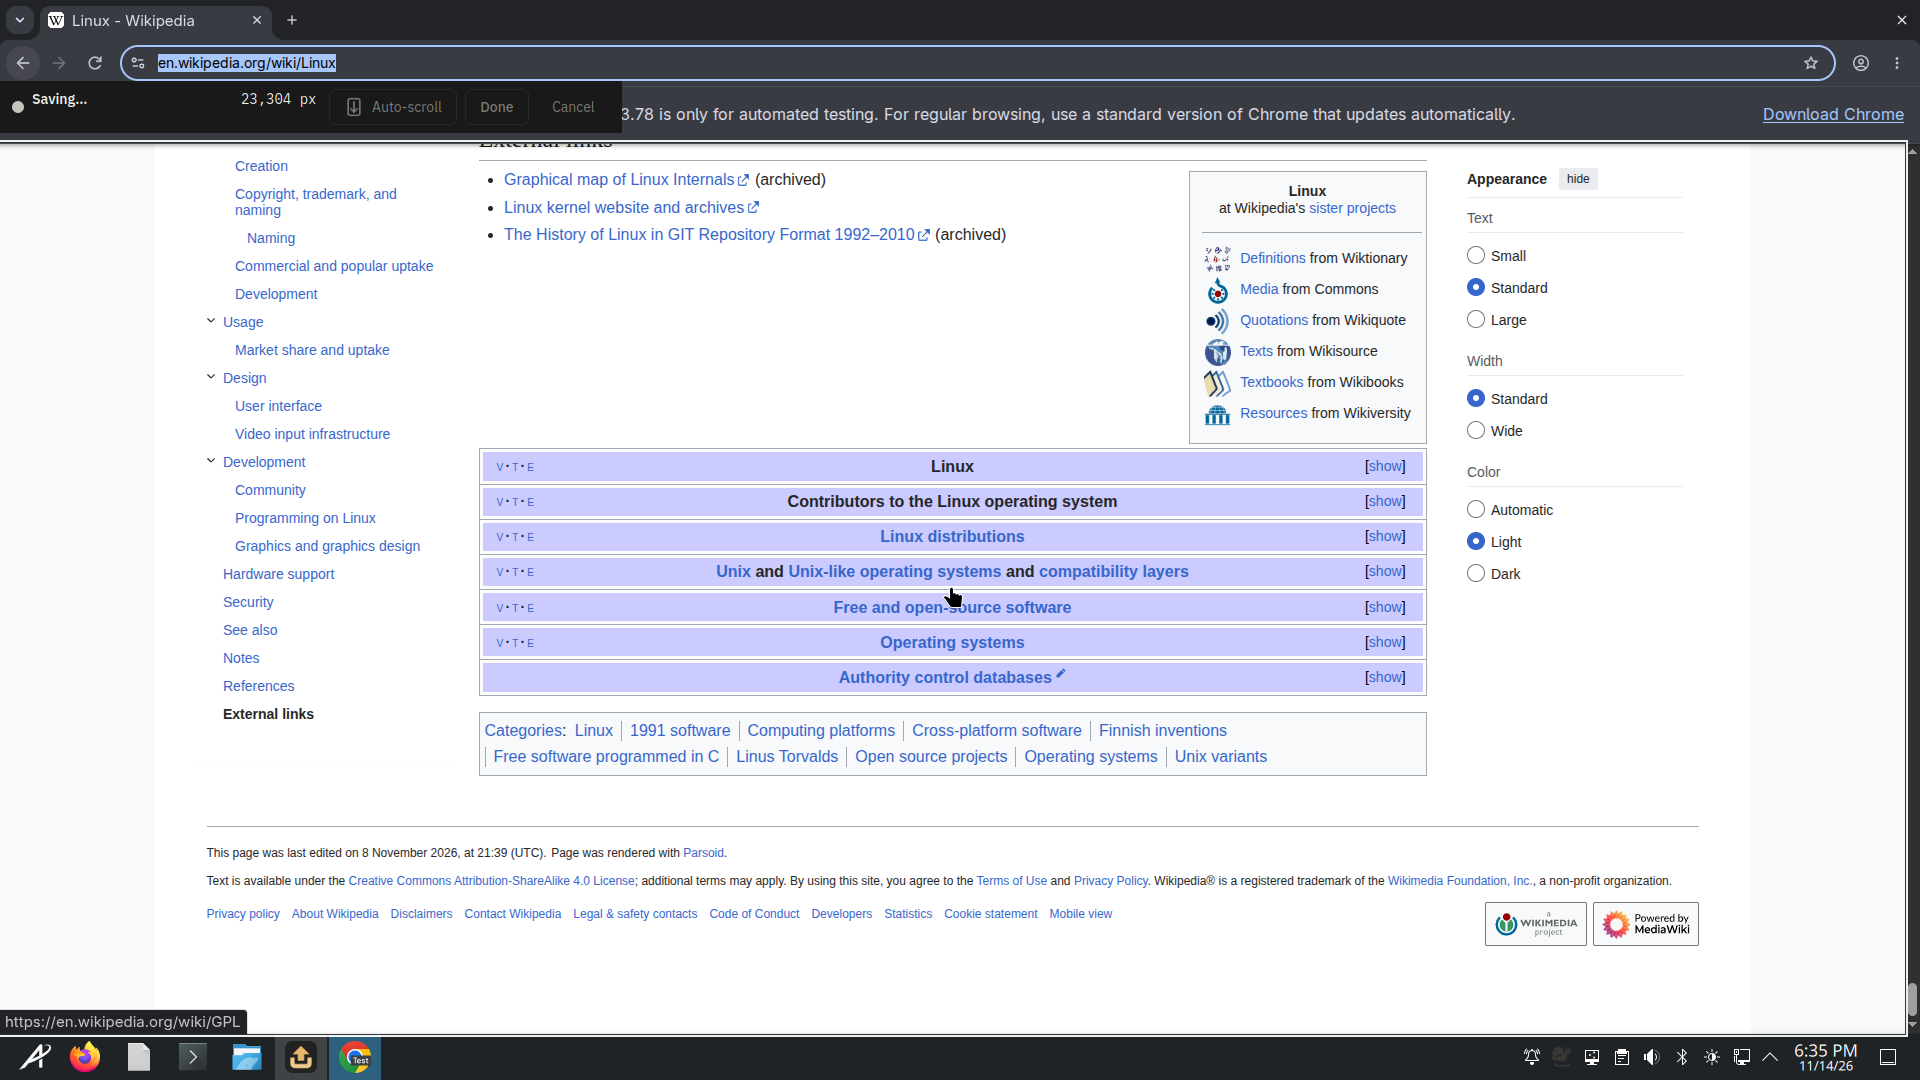 Linux - Wikipedia
en.wikipedia.org/wiki/Linux
Saving... 23,304 px Auto-scroll Done Cancel
3.78 is only for automated testing. For regular browsing, use a standard version of Chrome that updates automatically. Download Chrome
External links
Creation
Copyright, trademark, and
naming
Naming
Commercial and popular uptake
Development
Usage
Market share and uptake
Design
User interface
Video input infrastructure
Development
Community
Programming on Linux
Graphics and graphics design
Hardware support
Security
See also
Notes
References
External links
Graphical map of Linux Internals (archived)
Linux kernel website and archives
The History of Linux in GIT Repository Format 1992–2010 (archived)
Linux
at Wikipedia's sister projects
Definitions from Wiktionary
Media from Commons
Quotations from Wikiquote
Texts from Wikisource
Textbooks from Wikibooks
Resources from Wikiversity
V·T·E Linux [show]
V·T·E Contributors to the Linux operating system [show]
V·T·E Linux distributions [show]
V·T·E Unix and Unix-like operating systems and compatibility layers [show]
V·T·E Free and open-source software [show]
V·T·E Operating systems [show]
Authority control databases [show]
Categories: Linux | 1991 software | Computing platforms | Cross-platform software | Finnish inventions
| Free software programmed in C | Linus Torvalds | Open source projects | Operating systems | Unix variants
Appearance hide
Text
Small
Standard
Large
Width
Standard
Wide
Color
Automatic
Light
Dark
This page was last edited on 8 November 2026, at 21:39 (UTC). Page was rendered with Parsoid.
Text is available under the Creative Commons Attribution-ShareAlike 4.0 License; additional terms may apply. By using this site, you agree to the Terms of Use and Privacy Policy. Wikipedia® is a registered trademark of the Wikimedia Foundation, Inc., a non-profit organization.
Privacy policy About Wikipedia Disclaimers Contact Wikipedia Legal & safety contacts Code of Conduct Developers Statistics Cookie statement Mobile view
a
WIKIMEDIA
project
Powered by
MediaWiki
https://en.wikipedia.org/wiki/GPL
Test
6:35 PM
11/14/26